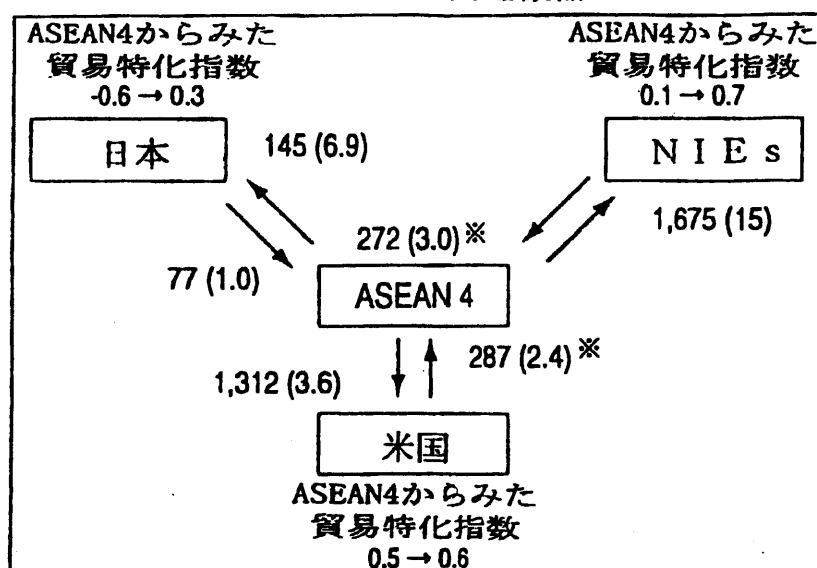 ASEAN4からみた
貿易特化指数
-0.6 → 0.3
ASEAN4からみた
貿易特化指数
0.1 → 0.7
日本
145 (6.9)
NIEs
1,675 (15)
272 (3.0)※
77 (1.0)
ASEAN 4
287 (2.4)※
1,312 (3.6)
米国
ASEAN4からみた
貿易特化指数
0.5 → 0.6